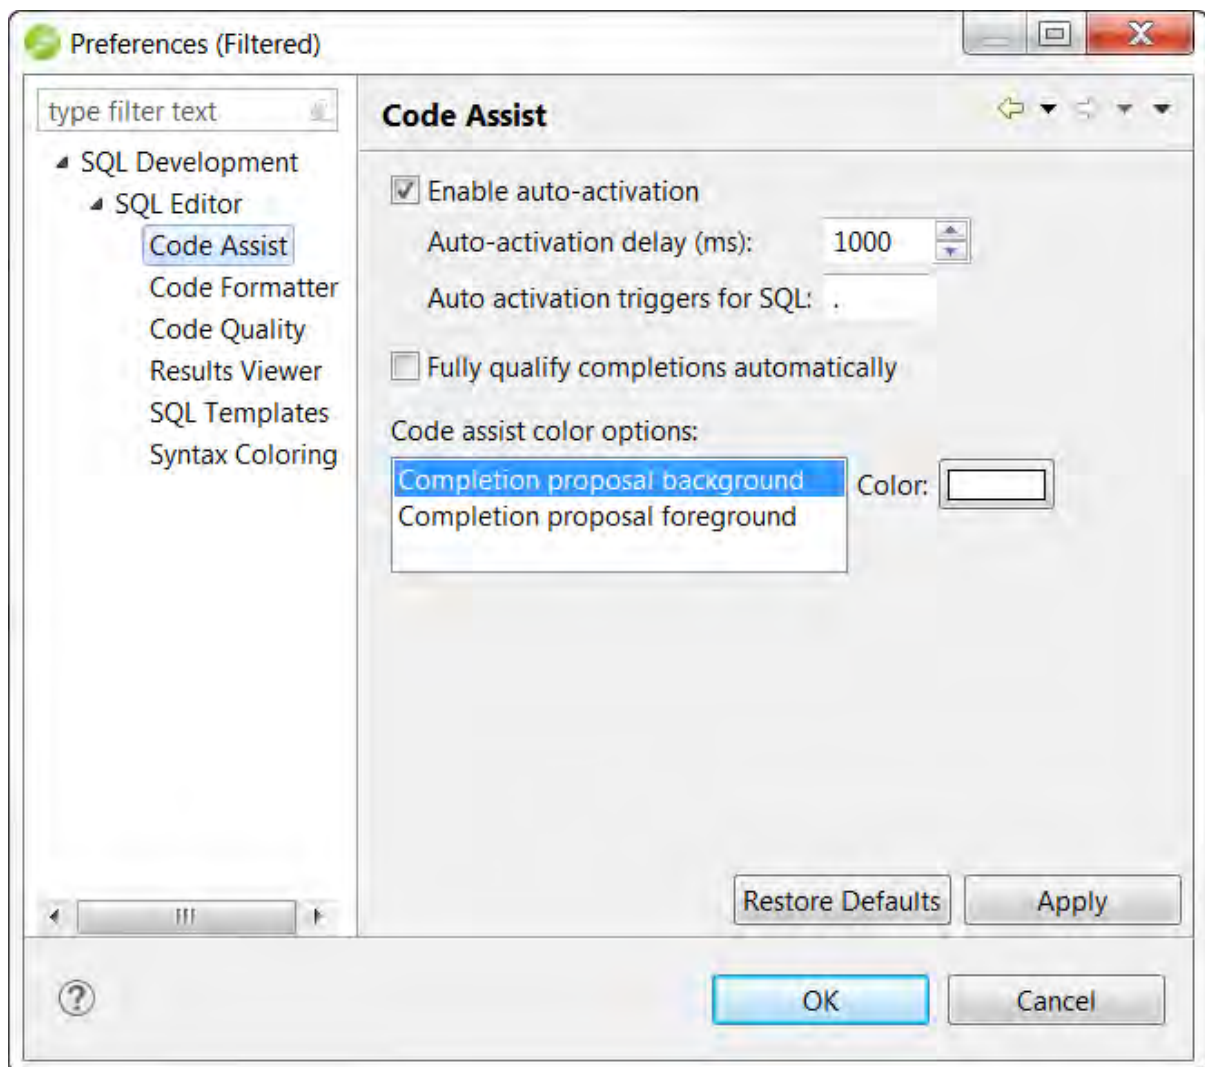 Preferences (Filtered)
type filter text
SQL Development
SQL Editor
Code Assist
Code Formatter
Code Quality
Results Viewer
SQL Templates
Syntax Coloring
Code Assist
Enable auto-activation
Auto-activation delay (ms): 1000
Auto activation triggers for SQL: .
Fully qualify completions automatically
Code assist color options:
Completion proposal background
Color:
Completion proposal foreground
Restore Defaults Apply
? OK Cancel